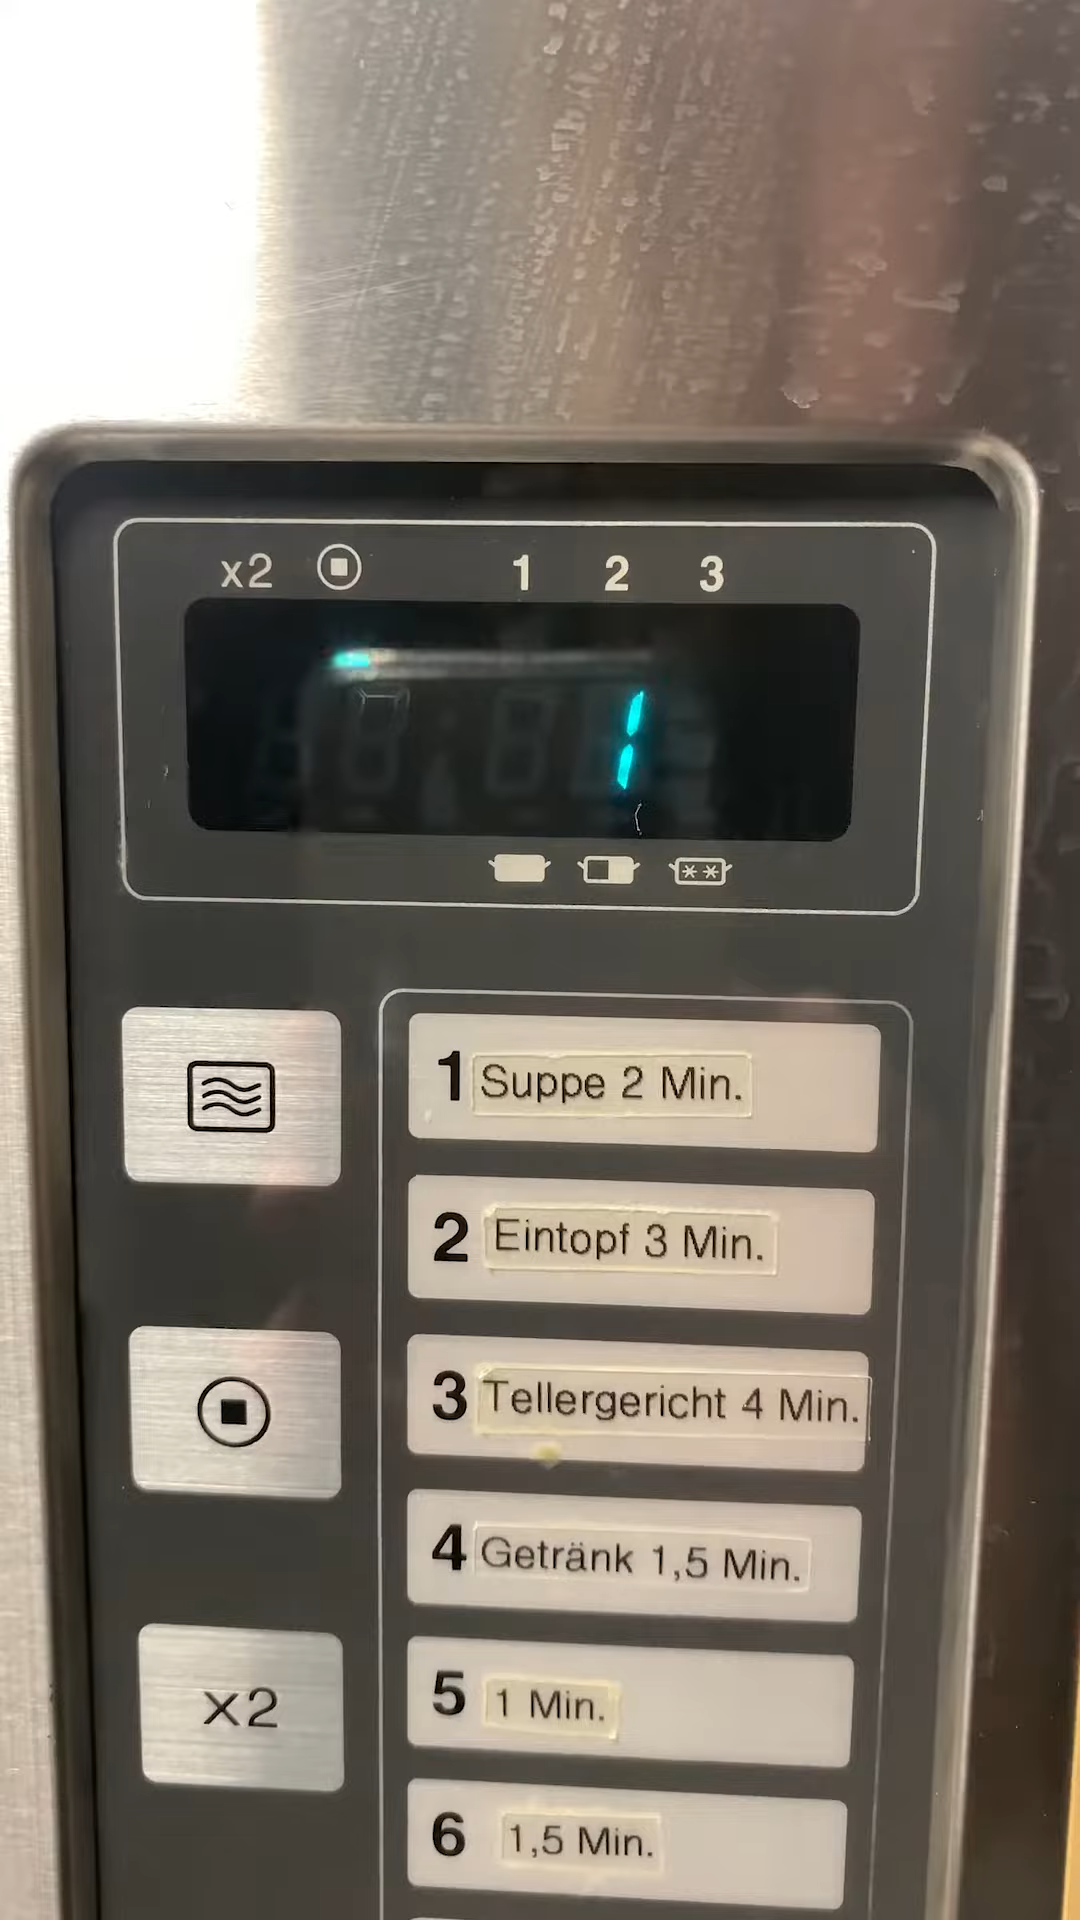 x2 1 2 3
1
1 Suppe 2 Min.
2 Eintopf 3 Min.
3 Tellergericht 4 Min.
4 Getränk 1,5 Min.
5 1 Min.
x2
6 1,5 Min.